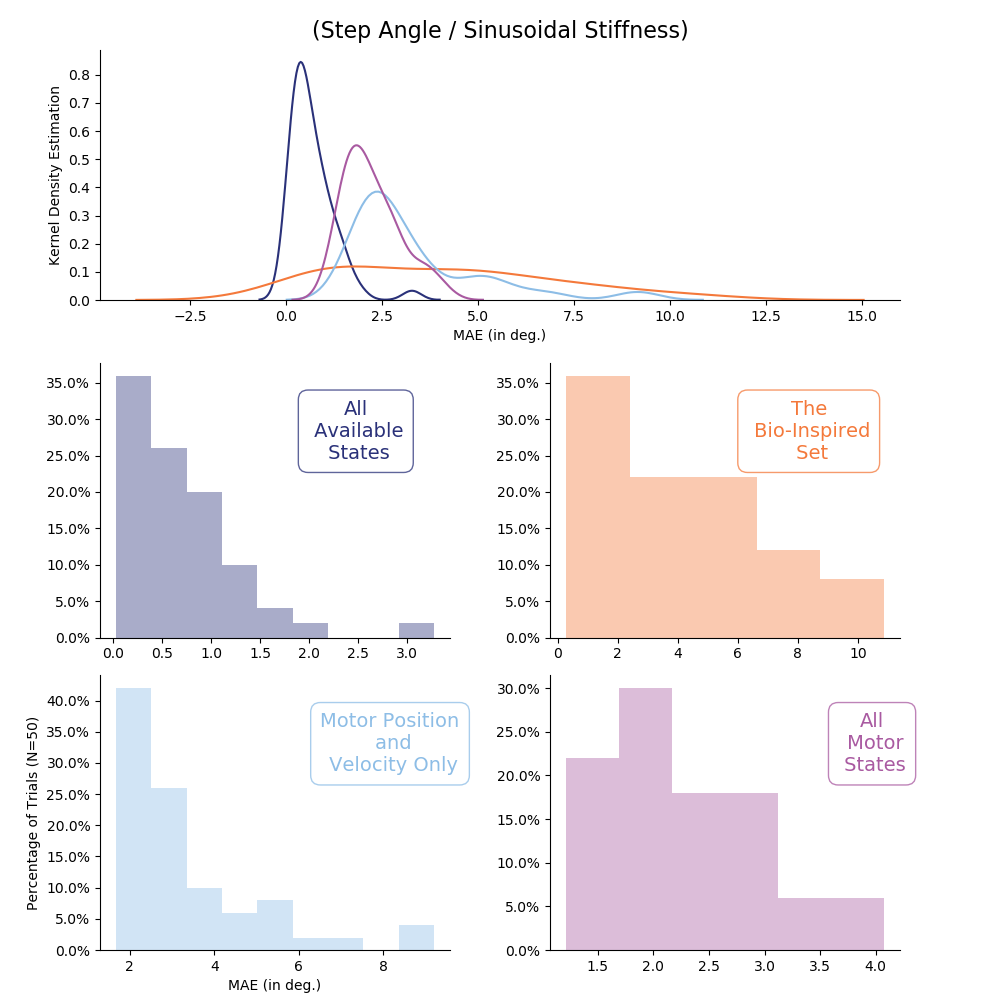 (Step Angle / Sinusoidal Stiffness)
Kernel Density Estimation
0.8
0.7
0.6
0.5
0.4
0.3
0.2
0.1
0.0
−2.5 0.0 2.5 5.0 7.5 10.0 12.5 15.0
MAE (in deg.)
35.0%
30.0%
25.0%
20.0%
15.0%
10.0%
5.0%
0.0%
0.0 0.5 1.0 1.5 2.0 2.5 3.0
All
Available
States
35.0%
30.0%
25.0%
20.0%
15.0%
10.0%
5.0%
0.0%
0 2 4 6 8 10
The
Bio-Inspired
Set
Percentage of Trials (N=50)
40.0%
35.0%
30.0%
25.0%
20.0%
15.0%
10.0%
5.0%
0.0%
2 4 6 8
MAE (in deg.)
Motor Position
and
Velocity Only
30.0%
25.0%
20.0%
15.0%
10.0%
5.0%
0.0%
1.5 2.0 2.5 3.0 3.5 4.0
All
Motor
States